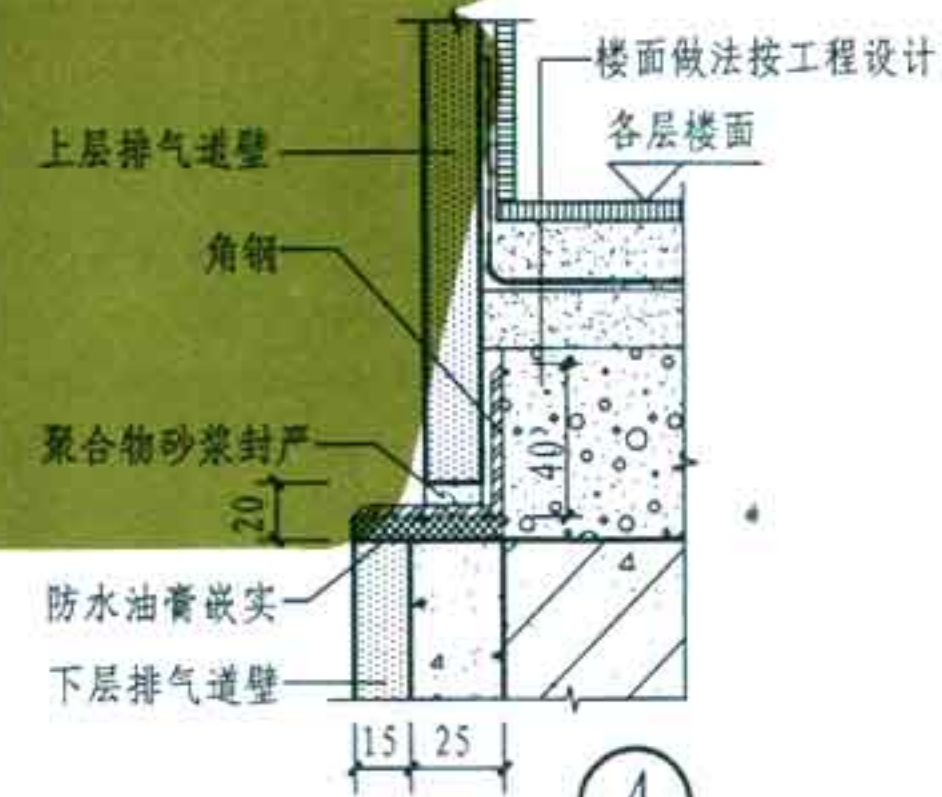 楼面做法按工程设计
各层楼面
上层排气道壁
角钢
聚合物砂浆封严
40
20
防水油膏嵌实
下层排气道壁
15 25